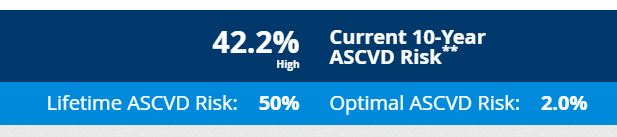 42.2%
High
Current 10-Year
ASCVD Risk**
Lifetime ASCVD Risk: 50% Optimal ASCVD Risk: 2.0%